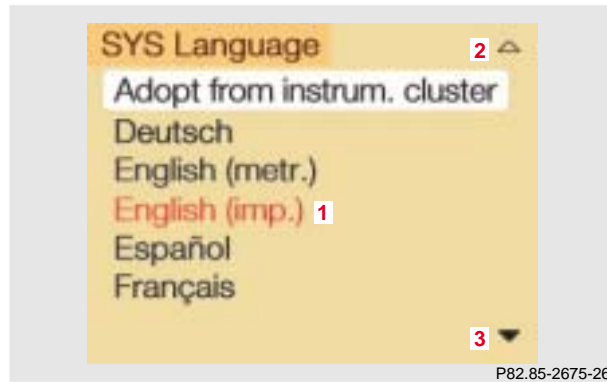 SYS Language 2
Adopt from instrum. cluster
Deutsch
English (metr.)
English (imp.) 1
Español
Français
3
P82.85-2675-26